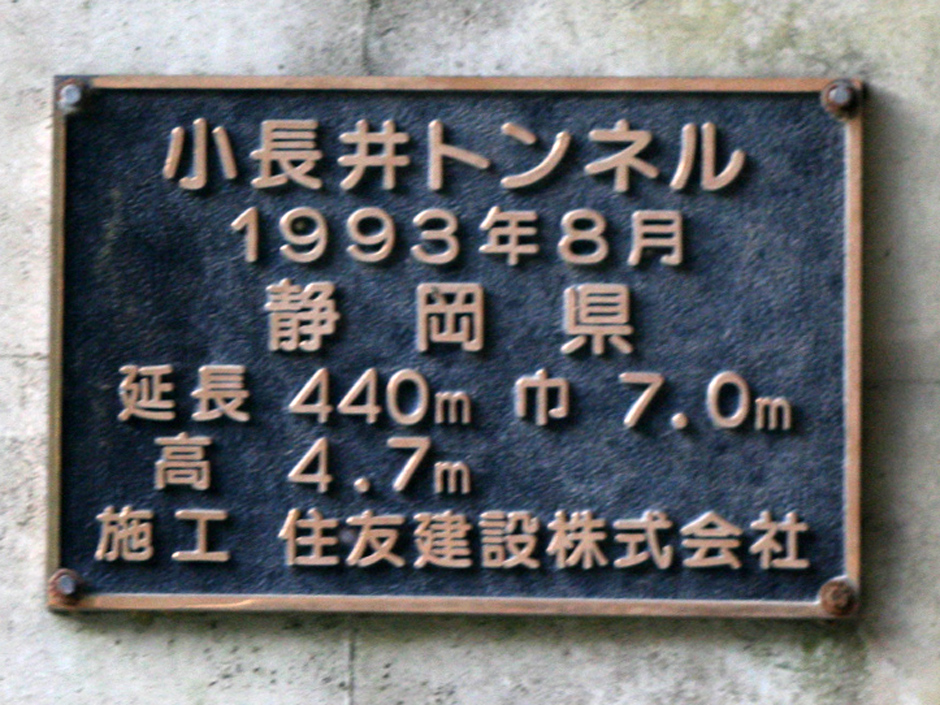 小長井トンネル
1993年8月
静岡県
延長 440m 巾 7.0m
高 4.7m
施工 住友建設株式会社